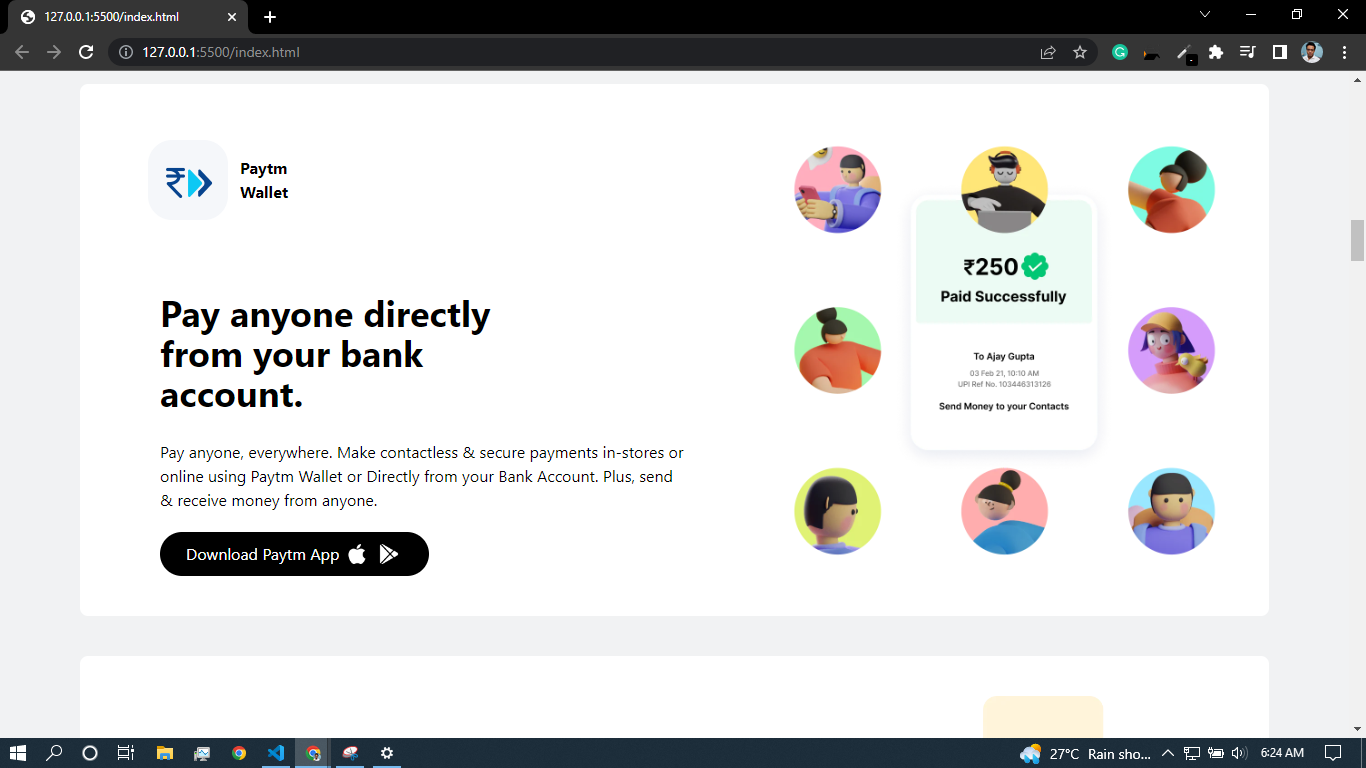 127.0.0.1:5500/index.html
127.0.0.1:5500/index.html
Paytm
Wallet
Pay anyone directly
from your bank
account.
Pay anyone, everywhere. Make contactless & secure payments in-stores or
online using Paytm Wallet or Directly from your Bank Account. Plus, send
& receive money from anyone.
Download Paytm App
₹250
Paid Successfully
To Ajay Gupta
03 Feb 21, 10:10 AM
UPI Ref No. 103446313126
Send Money to your Contacts
27°C Rain sho...
6:24 AM